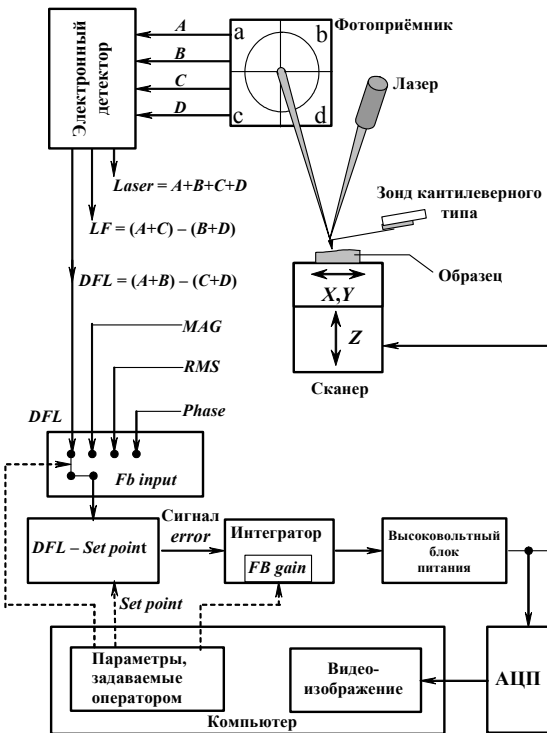 Фотоприёмник
a
b
c
d
A
B
C
D
Электронный
детектор
Лазер
Laser = A+B+C+D
LF = (A+C) – (B+D)
DFL = (A+B) – (C+D)
Зонд кантилеверного
типа
Образец
X,Y
Z
Сканер
MAG
RMS
Phase
DFL
Fb input
Сигнал
error
DFL – Set point
Интегратор
FB gain
Высоковольтный
блок
питания
Set point
Параметры,
задаваемые
оператором
Видео-
изображение
АЦП
Компьютер